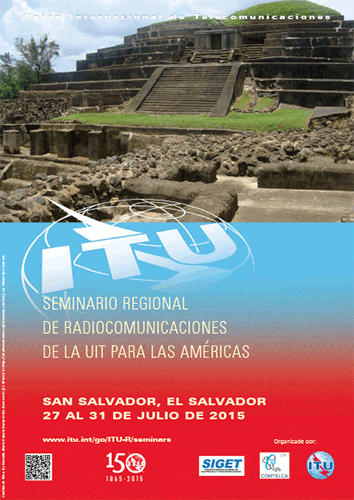 Unión Internacional de Telecomunicaciones
ITU
SEMINARIO REGIONAL
DE RADIOCOMUNICACIONES
DE LA UIT PARA LAS AMÉRICAS
SAN SALVADOR, EL SALVADOR
27 AL 31 DE JULIO DE 2015
www.itu.int/go/ITU-R/seminars
Organizado por:
150
1865-2015
SIGET
COMTELCA
ITU